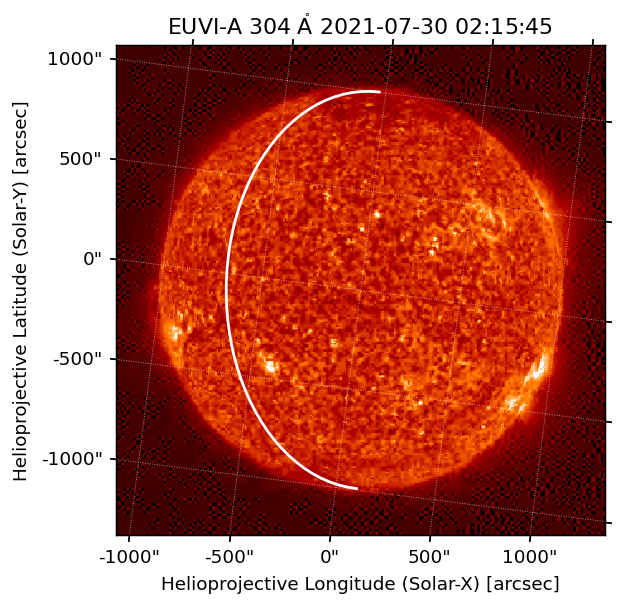 EUVI-A 304 Å 2021-07-30 02:15:45
1000"
500"
0"
-500"
-1000"
Helioprojective Latitude (Solar-Y) [arcsec]
-1000" -500" 0" 500" 1000"
Helioprojective Longitude (Solar-X) [arcsec]